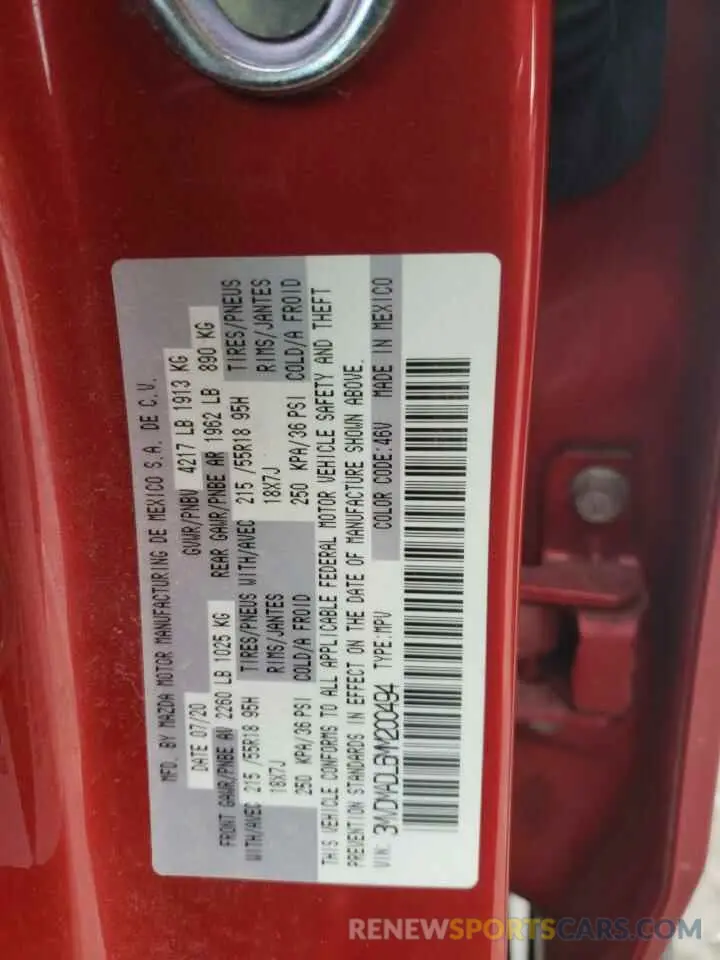 MFD. BY MAZDA MOTOR MANUFACTURING DE MEXICO S.A. DE C.V.
DATE 07/20 GVWR/PNBV 4217 LB 1913 KG
FRONT GAWR/PNBE AV 2260 LB 1025 KG REAR GAWR/PNBE AR 1962 LB 890 KG
WITH/AVEC 215 /55R18 95H TIRES/PNEUS WITH/AVEC 215 /55R18 95H TIRES/PNEUS
18X7J RIMS/JANTES 18X7J RIMS/JANTES
250 KPA/36 PSI COLD/A FROID 250 KPA/36 PSI COLD/A FROID
THIS VEHICLE CONFORMS TO ALL APPLICABLE FEDERAL MOTOR VEHICLE SAFETY AND THEFT
PREVENTION STANDARDS IN EFFECT ON THE DATE OF MANUFACTURE SHOWN ABOVE.
VIN: 3MVDMADL6MM200494 TYPE:MPV COLOR CODE:46V MADE IN MEXICO
RENEWSPORTSCARS.COM